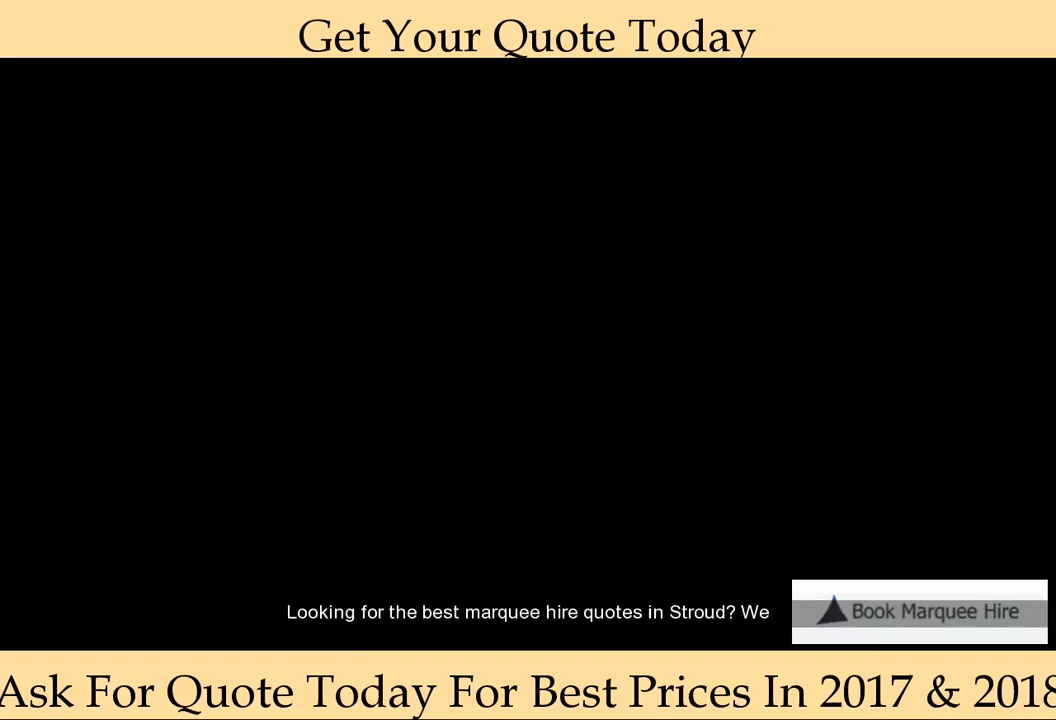 Get Your Quote Today
Looking for the best marquee hire quotes in Stroud? We
Book Marquee Hire
Ask For Quote Today For Best Prices In 2017 & 2018